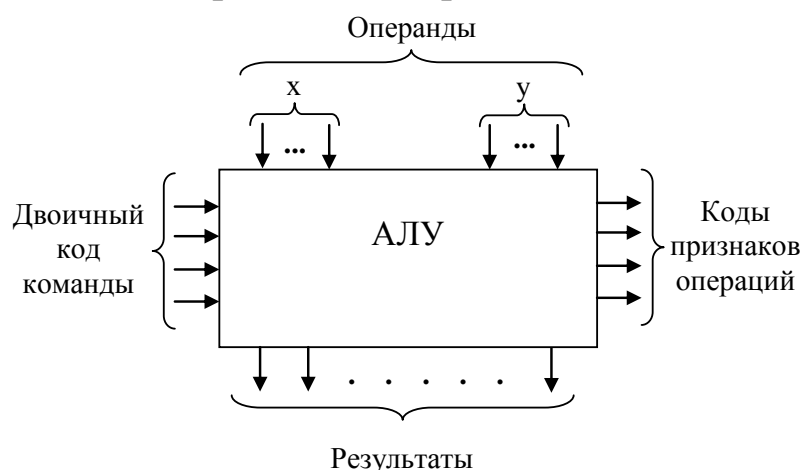 Операнды
x
y
...
...
Двоичный
код
команды
АЛУ
Коды
признаков
операций
. . . . .
Результаты